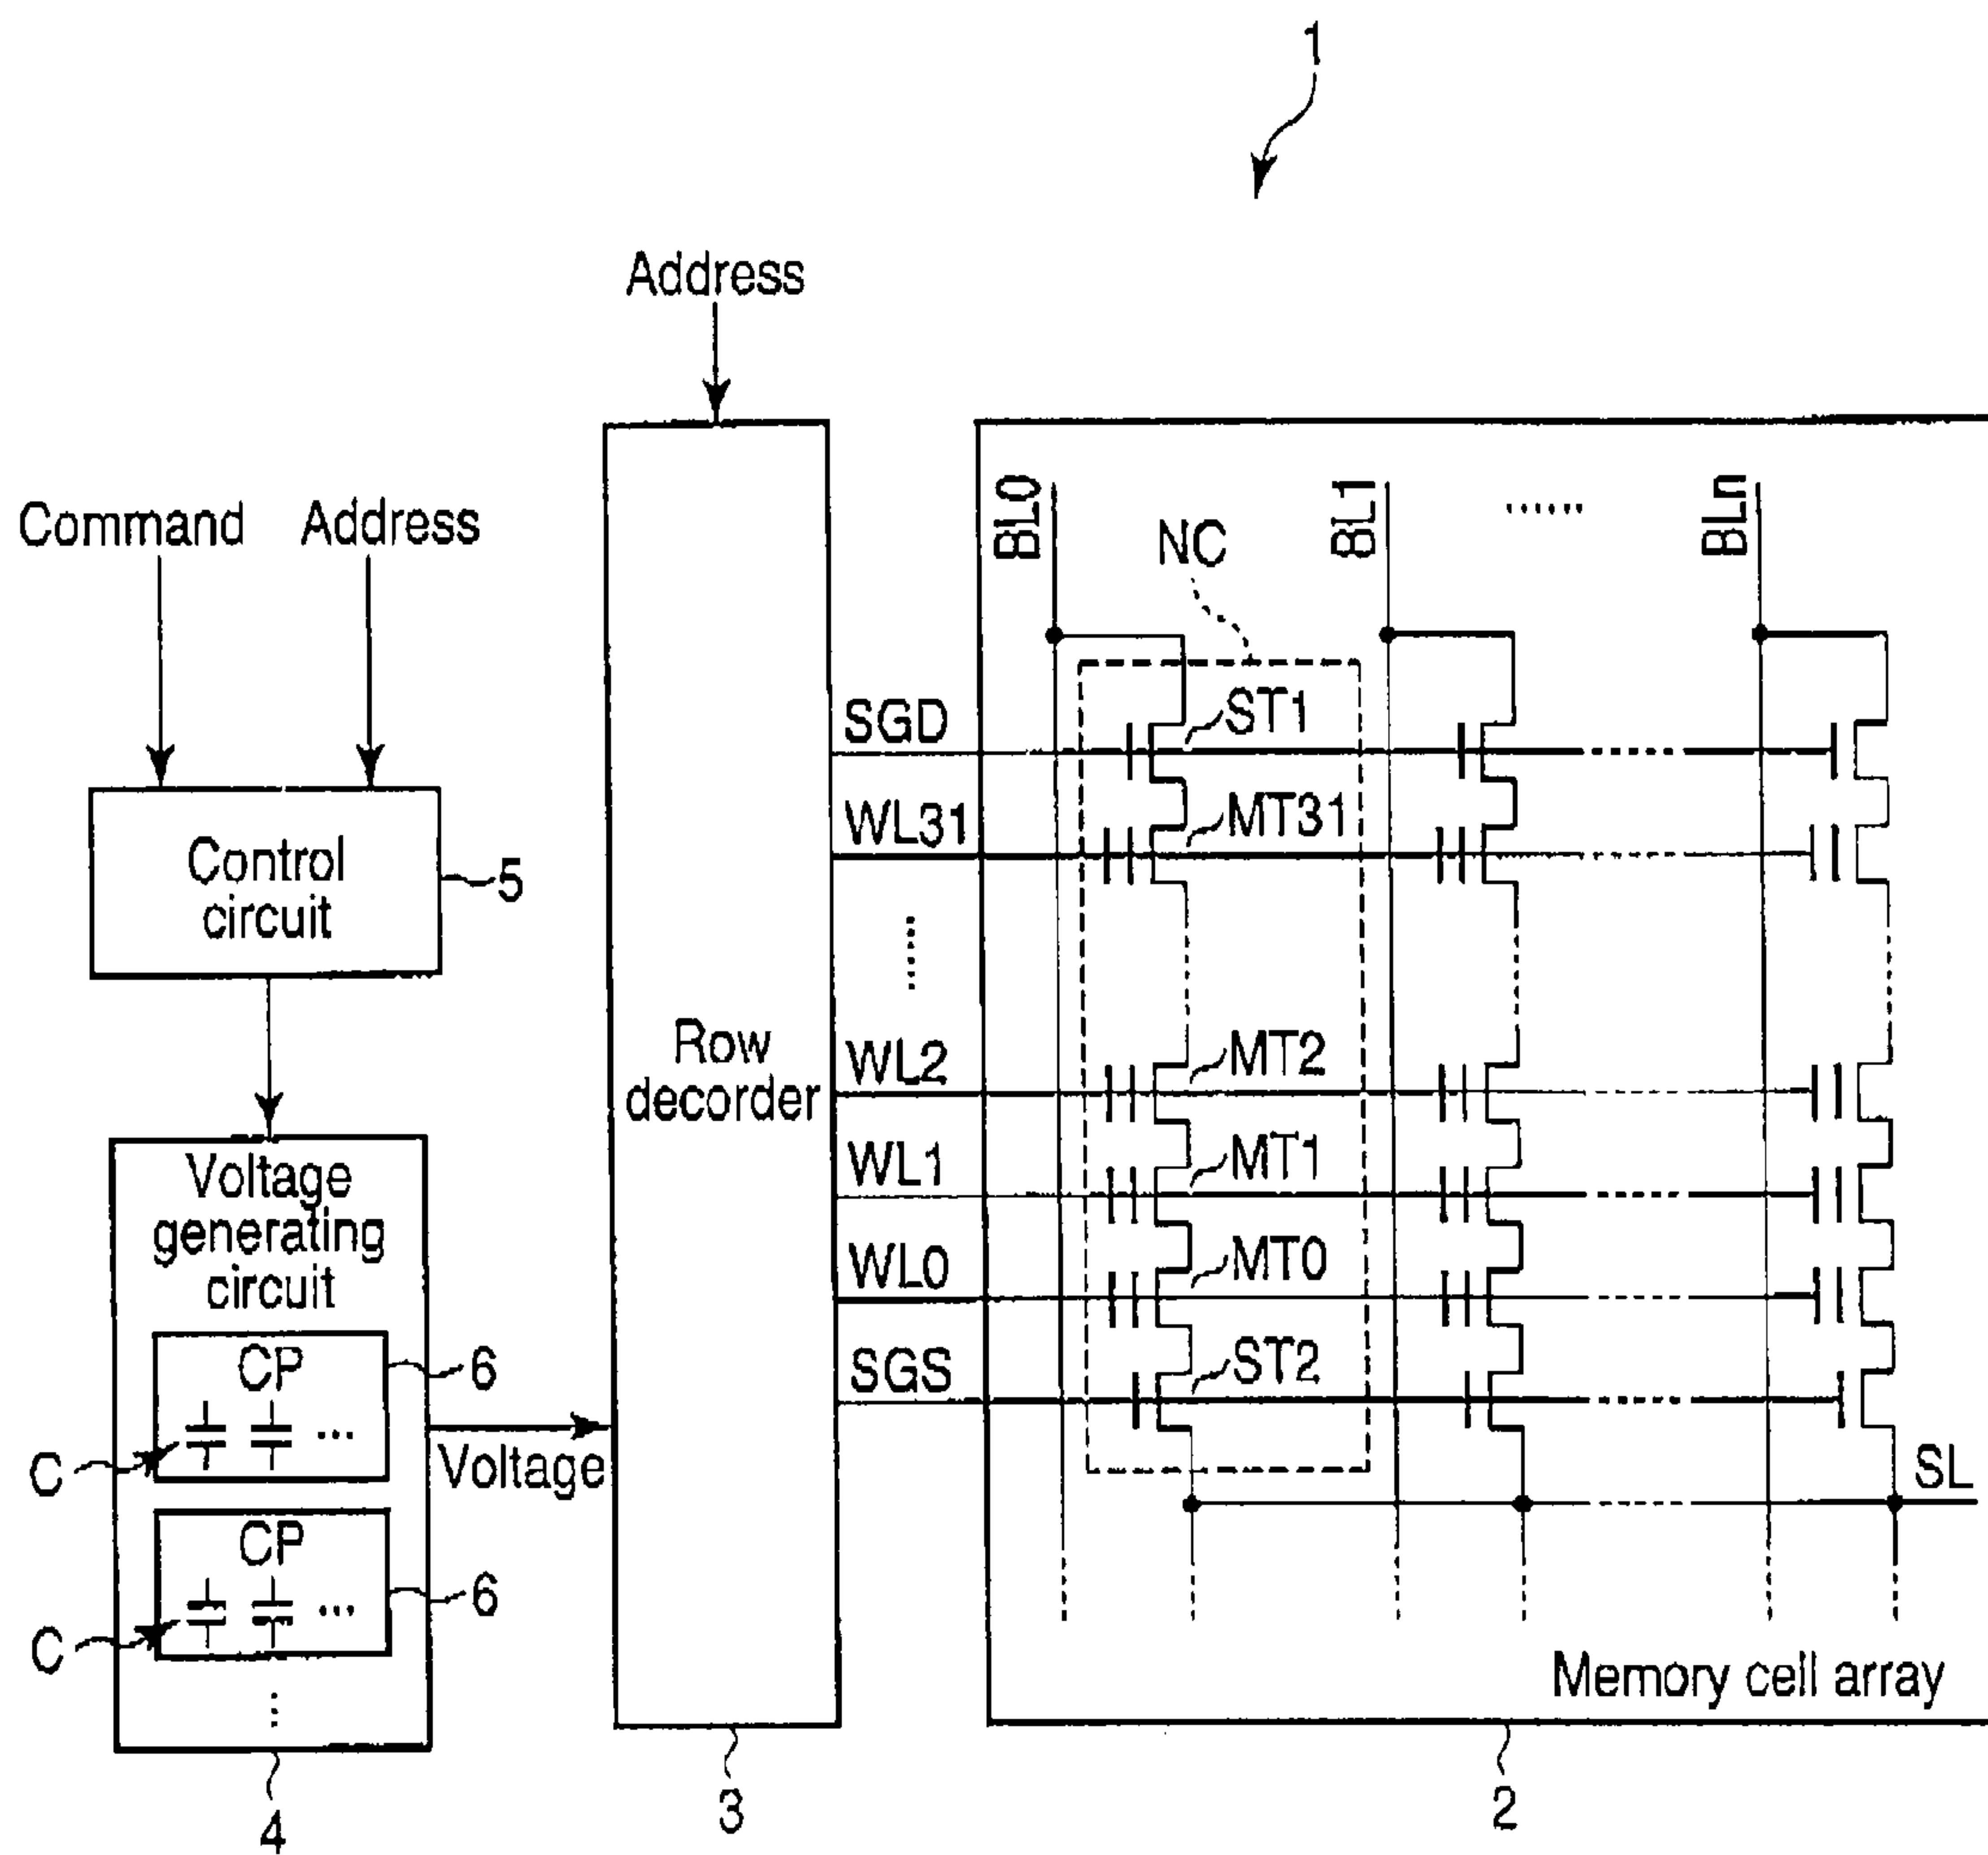 1
Address
Command
Address
BL0
BL1
......
BLn
NC
SGD
ST1
WL31
MT31
Control
circuit
5
Row
decorder
WL2
MT2
WL1
MT1
WL0
MT0
SGS
ST2
SL
Voltage
generating
circuit
CP
6
C
...
Voltage
CP
6
C
...
Memory cell array
4
3
2